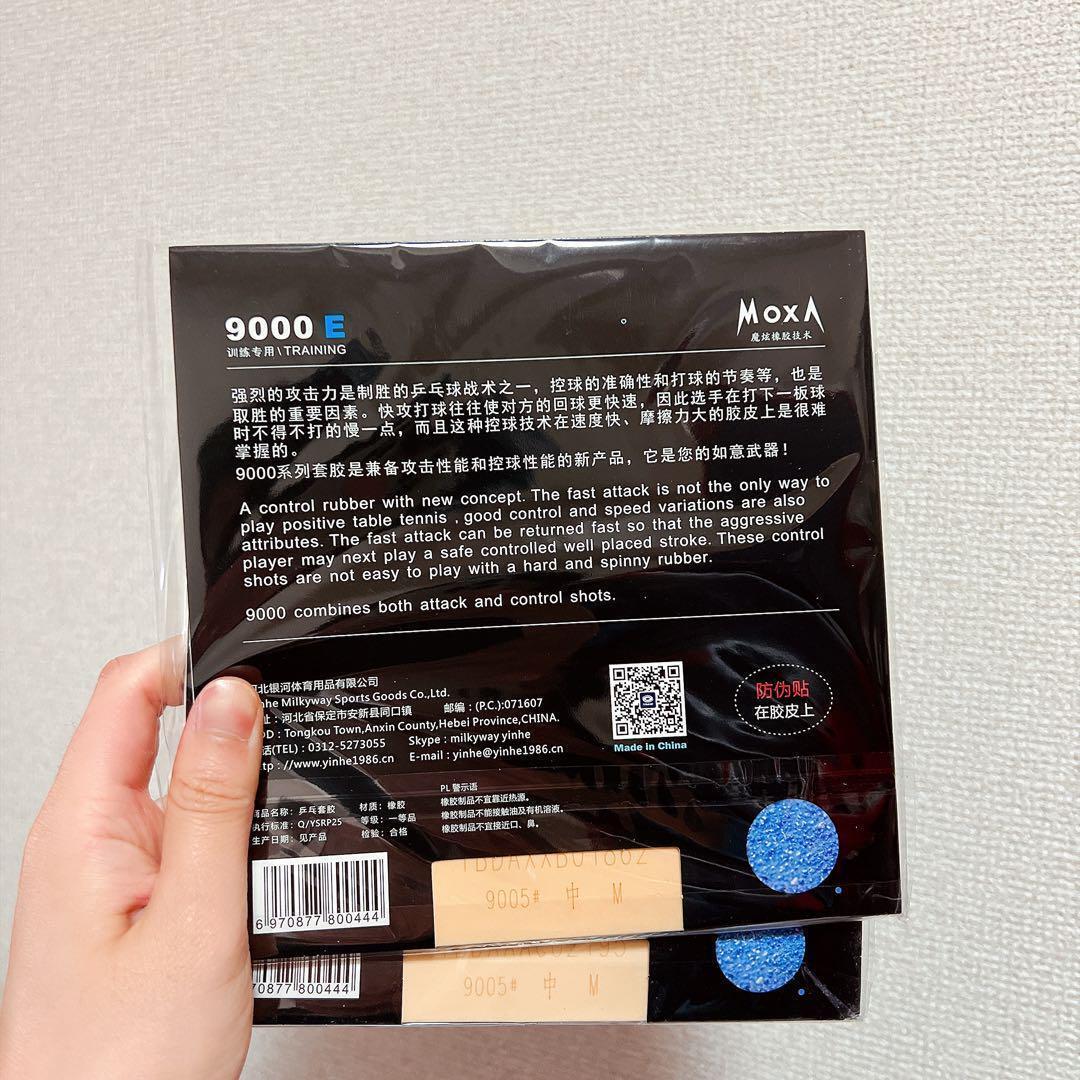 9000 E
训练专用\TRAINING
MOXA
魔炫橡胶技术
强烈的攻击力是制胜的乒乓球战术之一，控球的准确性和打球的节奏等，也是
取胜的重要因素。快攻打球往往使对方的回球更快速，因此选手在打下一板球
时不得不打的慢一点，而且这种控球技术在速度快、摩擦力大的胶皮上是很难
掌握的。
9000系列套胶是兼备攻击性能和控球性能的新产品，它是您的如意武器！
A control rubber with new concept. The fast attack is not the only way to
play positive table tennis , good control and speed variations are also
attributes. The fast attack can be returned fast so that the aggressive
player may next play a safe controlled well placed stroke. These control
shots are not easy to play with a hard and spinny rubber.
9000 combines both attack and control shots.
北银河体育用品有限公司
inhe Milkyway Sports Goods Co.,Ltd.
址：河北省保定市安新县同口镇 邮编：(P.C.):071607
OD : Tongkou Town,Anxin County,Hebei Province,CHINA.
话(TEL) : 0312-5273055 Skype : milkyway yinhe
http : //www.yinhe1986.cn E-mail : yinhe@yinhe1986.cn
Made in China
防伪贴
在胶皮上
商品名称：乒乓套胶 材质：橡胶
执行标准：Q/YSRP25 等级：一等品
生产日期：见产品 检验：合格
PL 警示语
橡胶制品不宜靠近热源。
橡胶制品不能接触油及有机溶液。
橡胶制品不宜接近口、鼻。
6 970877 800444
9005# 中 M
70877 800444
9005# 中 M